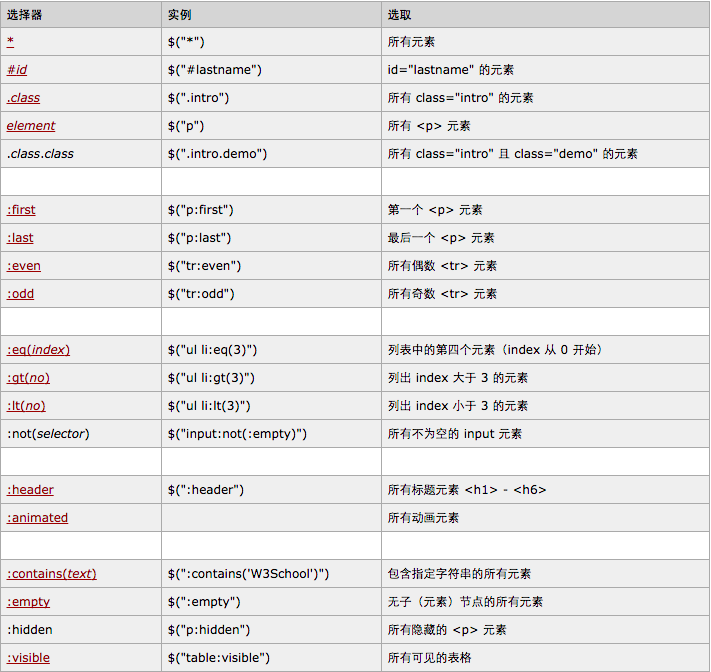 选择器 实例 选取
* $("*") 所有元素
#id $("#lastname") id="lastname" 的元素
.class $(".intro") 所有 class="intro" 的元素
element $("p") 所有 <p> 元素
.class.class $(".intro.demo") 所有 class="intro" 且 class="demo" 的元素
:first $("p:first") 第一个 <p> 元素
:last $("p:last") 最后一个 <p> 元素
:even $("tr:even") 所有偶数 <tr> 元素
:odd $("tr:odd") 所有奇数 <tr> 元素
:eq(index) $("ul li:eq(3)") 列表中的第四个元素（index 从 0 开始）
:gt(no) $("ul li:gt(3)") 列出 index 大于 3 的元素
:lt(no) $("ul li:lt(3)") 列出 index 小于 3 的元素
:not(selector) $("input:not(:empty)") 所有不为空的 input 元素
:header $(":header") 所有标题元素 <h1> - <h6>
:animated 所有动画元素
:contains(text) $(":contains('W3School')") 包含指定字符串的所有元素
:empty $(":empty") 无子（元素）节点的所有元素
:hidden $("p:hidden") 所有隐藏的 <p> 元素
:visible $("table:visible") 所有可见的表格